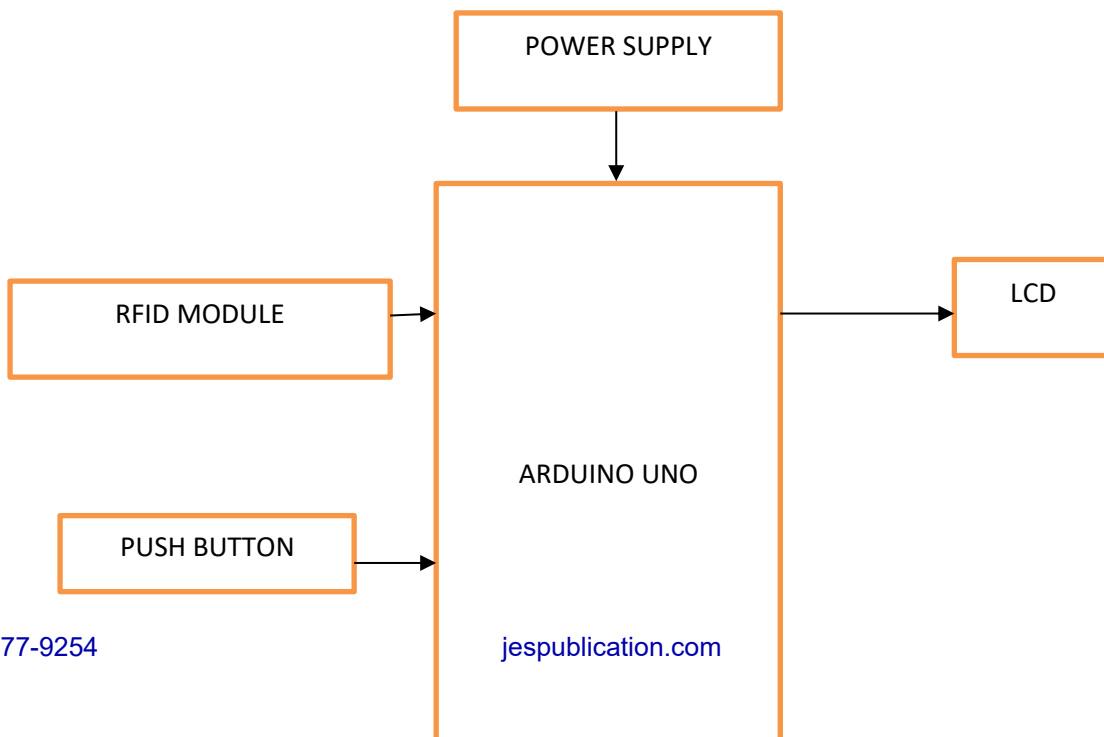 POWER SUPPLY
RFID MODULE
LCD
ARDUINO UNO
PUSH BUTTON
77-9254
jespublication.com